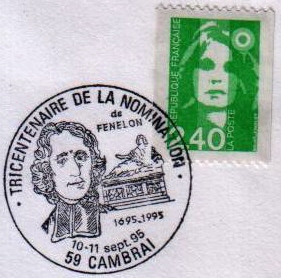 TRICENTENAIRE DE LA NOMINATION
de
FENELON
1695-1995
10-11 sept. 95
59 CAMBRAI
RÉPUBLIQUE FRANÇAISE
2.40
LA POSTE